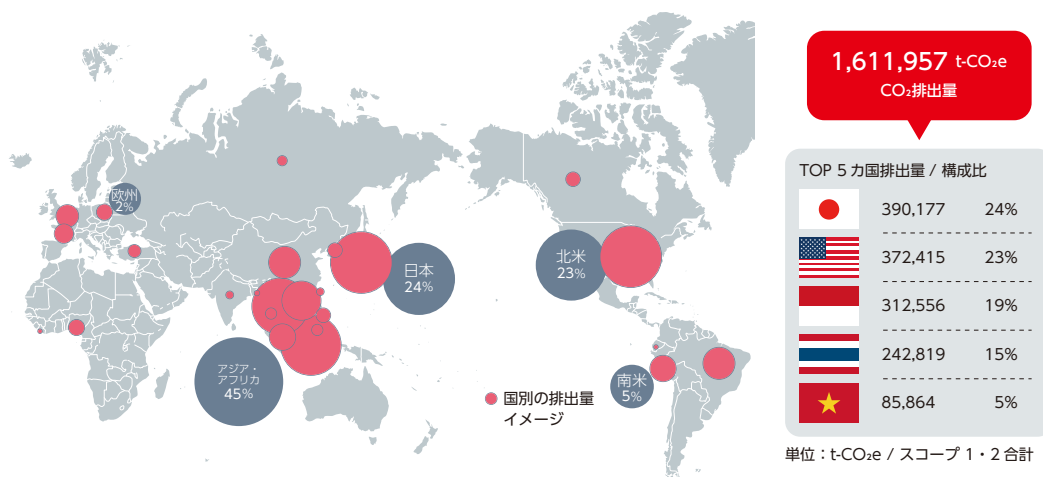 1,611,957 t-CO₂e
CO₂排出量
TOP 5カ国排出量 / 構成比
390,177 24%
372,415 23%
312,556 19%
242,819 15%
85,864 5%
単位：t-CO₂e / スコープ 1・2 合計
欧州
2%
日本
24%
北米
23%
アジア・
アフリカ
45%
南米
5%
国別の排出量
イメージ